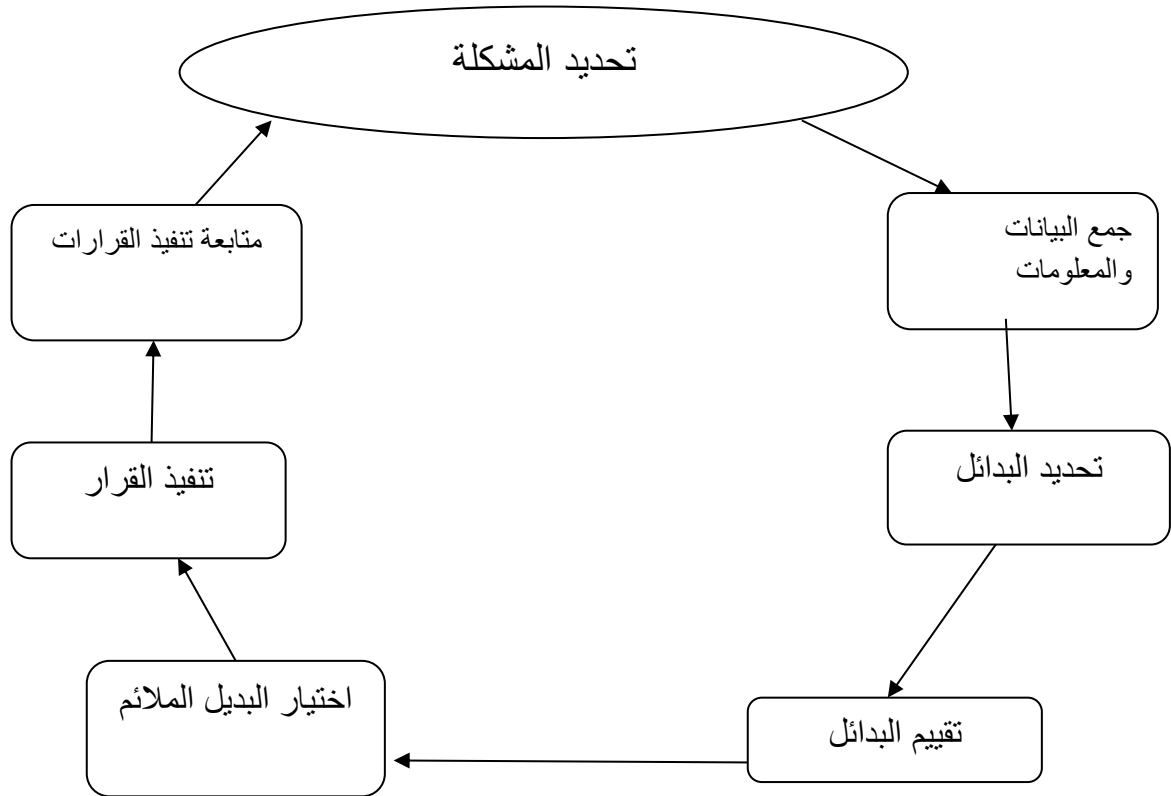 تحديد المشكلة
جمع البيانات
والمعلومات
تحديد البدائل
تقييم البدائل
اختيار البديل الملائم
تنفيذ القرار
متابعة تنفيذ القرارات